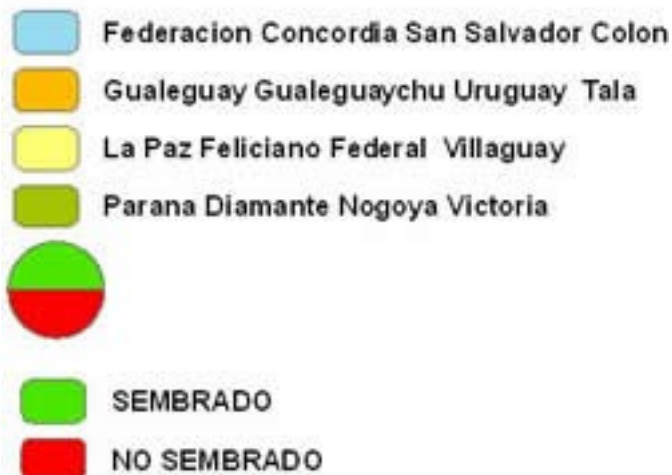 Federacion Concordia San Salvador Colon
Gualeguay Gualeguaychu Uruguay Tala
La Paz Feliciano Federal Villaguay
Parana Diamante Nogoya Victoria
SEMBRADO
NO SEMBRADO